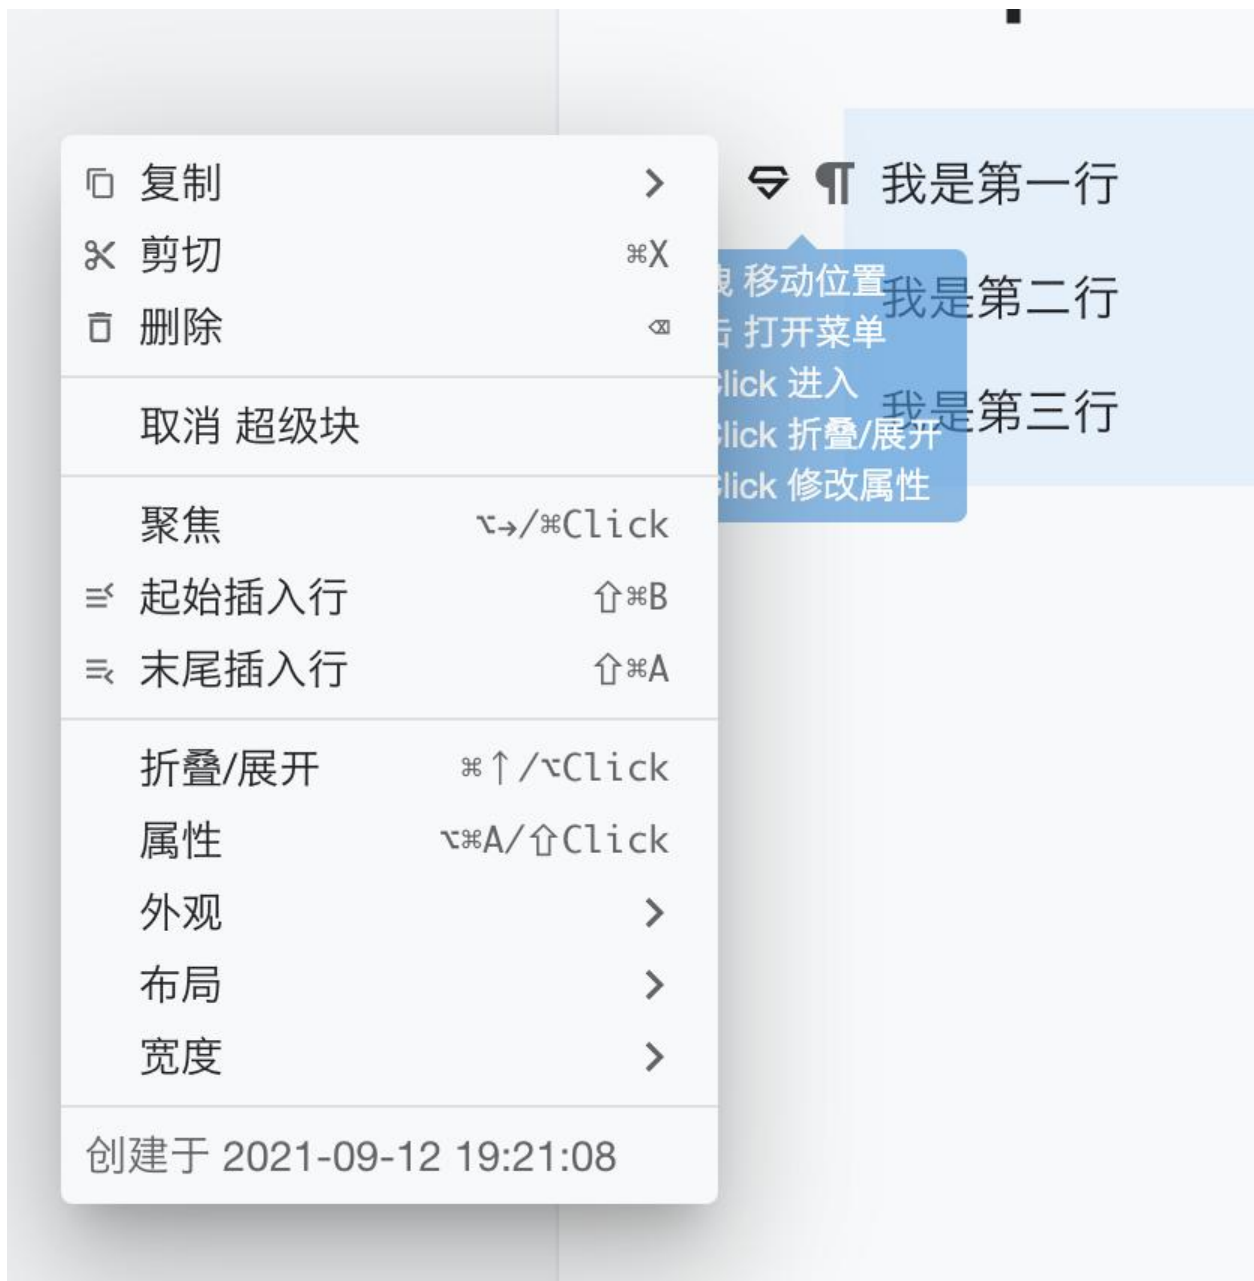 复制
剪切 ⌘X
删除 ⌫
取消 超级块
聚焦 ⌥→/⌘Click
起始插入行 ⇧⌘B
末尾插入行 ⇧⌘A
折叠/展开 ⌘↑/⌥Click
属性 ⌥⌘A/⇧Click
外观
布局
宽度
创建于 2021-09-12 19:21:08
¶ 我是第一行
我是第二行
我是第三行
移动位置
打开菜单
Click 进入
Click 折叠/展开
Click 修改属性